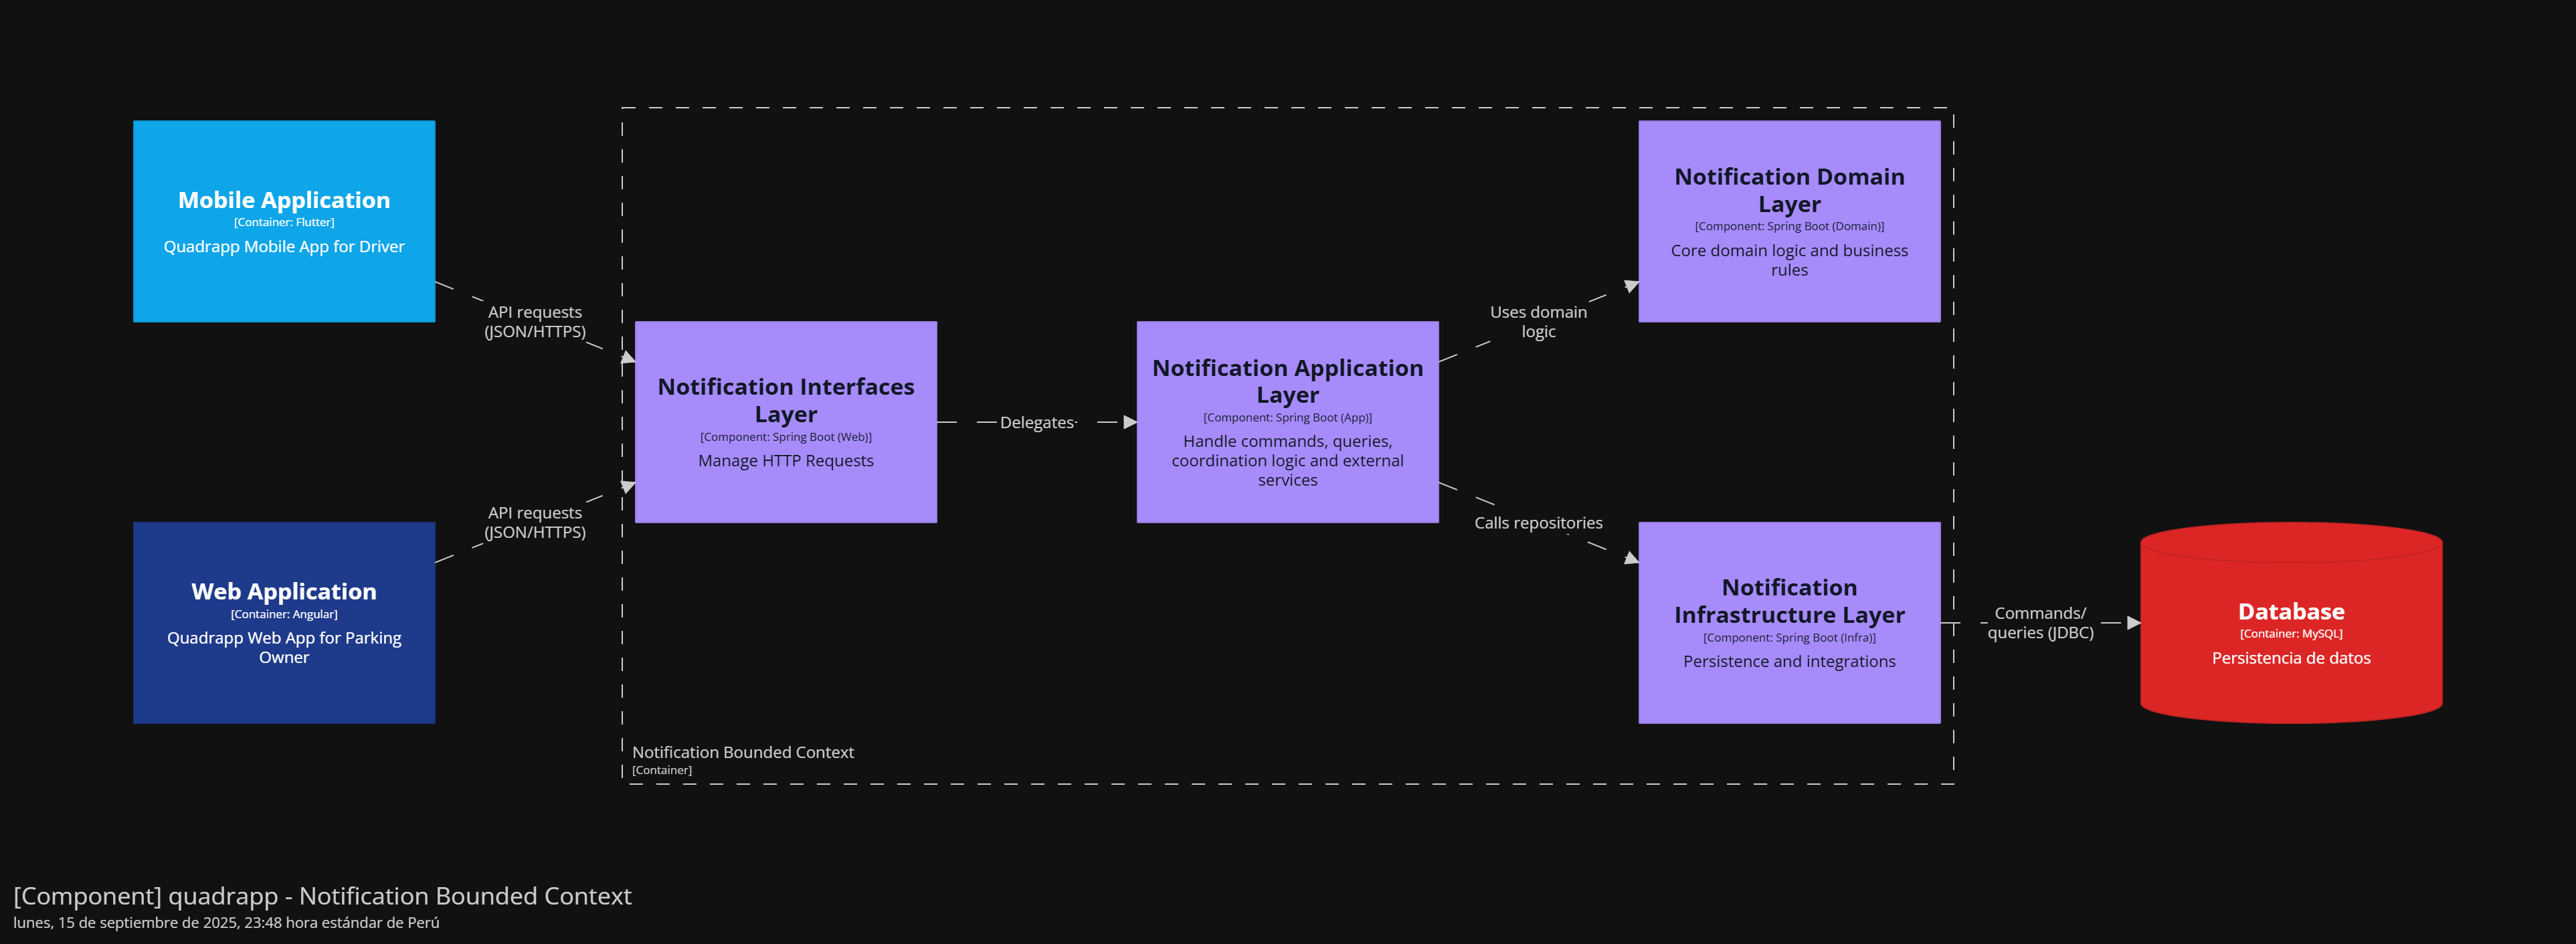 Mobile Application
[Container: Flutter]
Quadrapp Mobile App for Driver
API requests
(JSON/HTTPS)
Web Application
[Container: Angular]
Quadrapp Web App for Parking
Owner
API requests
(JSON/HTTPS)
Notification Interfaces
Layer
[Component: Spring Boot (Web)]
Manage HTTP Requests
Delegates
Notification Application
Layer
[Component: Spring Boot (App)]
Handle commands, queries,
coordination logic and external
services
Uses domain
logic
Notification Domain
Layer
[Component: Spring Boot (Domain)]
Core domain logic and business
rules
Calls repositories
Notification
Infrastructure Layer
[Component: Spring Boot (Infra)]
Persistence and integrations
Commands/
queries (JDBC)
Database
[Container: MySQL]
Persistencia de datos
Notification Bounded Context
[Container]
[Component] quadrapp - Notification Bounded Context
lunes, 15 de septiembre de 2025, 23:48 hora estándar de Perú